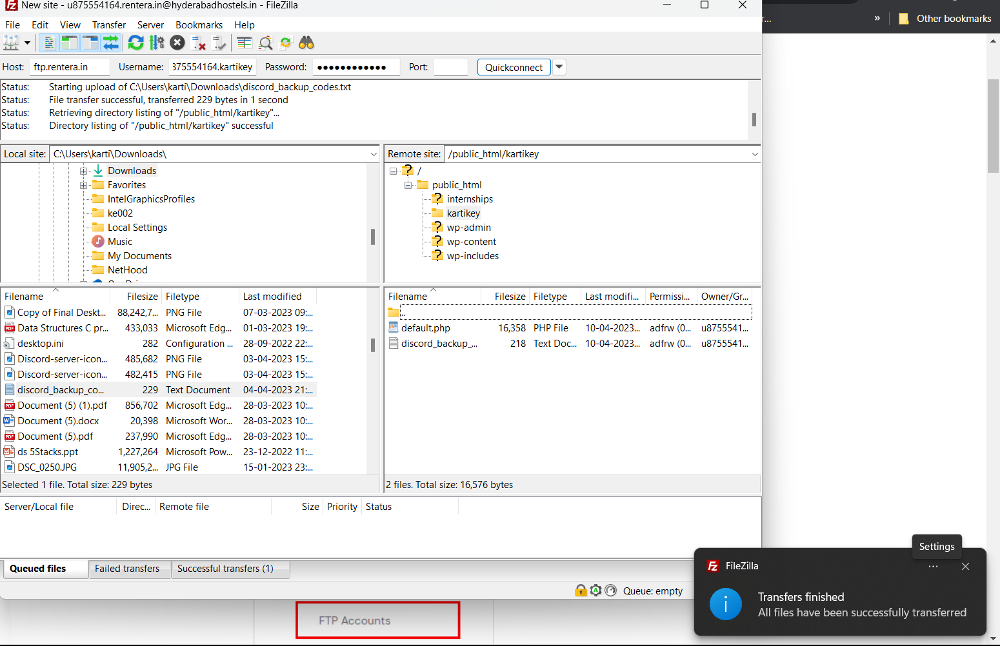 New site - u875554164.rentera.in@hyderabadhostels.in - FileZilla
File Edit View Transfer Server Bookmarks Help
Host: ftp.rentera.in Username: 375554164.kartikey Password: ●●●●●●●●●●●● Port: Quickconnect
» Other bookmarks
Status: Starting upload of C:\Users\karti\Downloads\discord_backup_codes.txt
Status: File transfer successful, transferred 229 bytes in 1 second
Status: Retrieving directory listing of "/public_html/kartikey"...
Status: Directory listing of "/public_html/kartikey" successful
Local site: C:\Users\karti\Downloads\
Downloads
Favorites
IntelGraphicsProfiles
ke002
Local Settings
Music
My Documents
NetHood
Remote site: /public_html/kartikey
/
public_html
internships
kartikey
wp-admin
wp-content
wp-includes
Filename Filesize Filetype Last modified
Copy of Final Deskt... 88,242,7... PNG File 07-03-2023 09:...
Data Structures C pr... 433,033 Microsoft Edg... 01-03-2023 19:...
desktop.ini 282 Configuration ... 28-09-2022 22:...
Discord-server-icon... 485,682 PNG File 03-04-2023 15:...
Discord-server-icon... 482,415 PNG File 03-04-2023 15:...
discord_backup_co... 229 Text Document 04-04-2023 21:...
Document (5) (1).pdf 856,702 Microsoft Edg... 28-03-2023 10:...
Document (5).docx 20,398 Microsoft Wor... 28-03-2023 10:...
Document (5).pdf 237,990 Microsoft Edg... 28-03-2023 10:...
ds 5Stacks.ppt 1,227,264 Microsoft Pow... 23-12-2022 11:...
DSC_0250.JPG 11,905,2... JPG File 15-01-2023 23:...
Selected 1 file. Total size: 229 bytes
Filename Filesize Filetype Last modifi... Permissi... Owner/Gr...
..
default.php 16,358 PHP File 10-04-2023... adfrw (0... u8755541...
discord_backup_... 218 Text Doc... 10-04-2023... adfrw (0... u8755541...
2 files. Total size: 16,576 bytes
Server/Local file Direc... Remote file Size Priority Status
Queued files Failed transfers Successful transfers (1)
Queue: empty
FTP Accounts
Settings
FileZilla
Transfers finished
All files have been successfully transferred